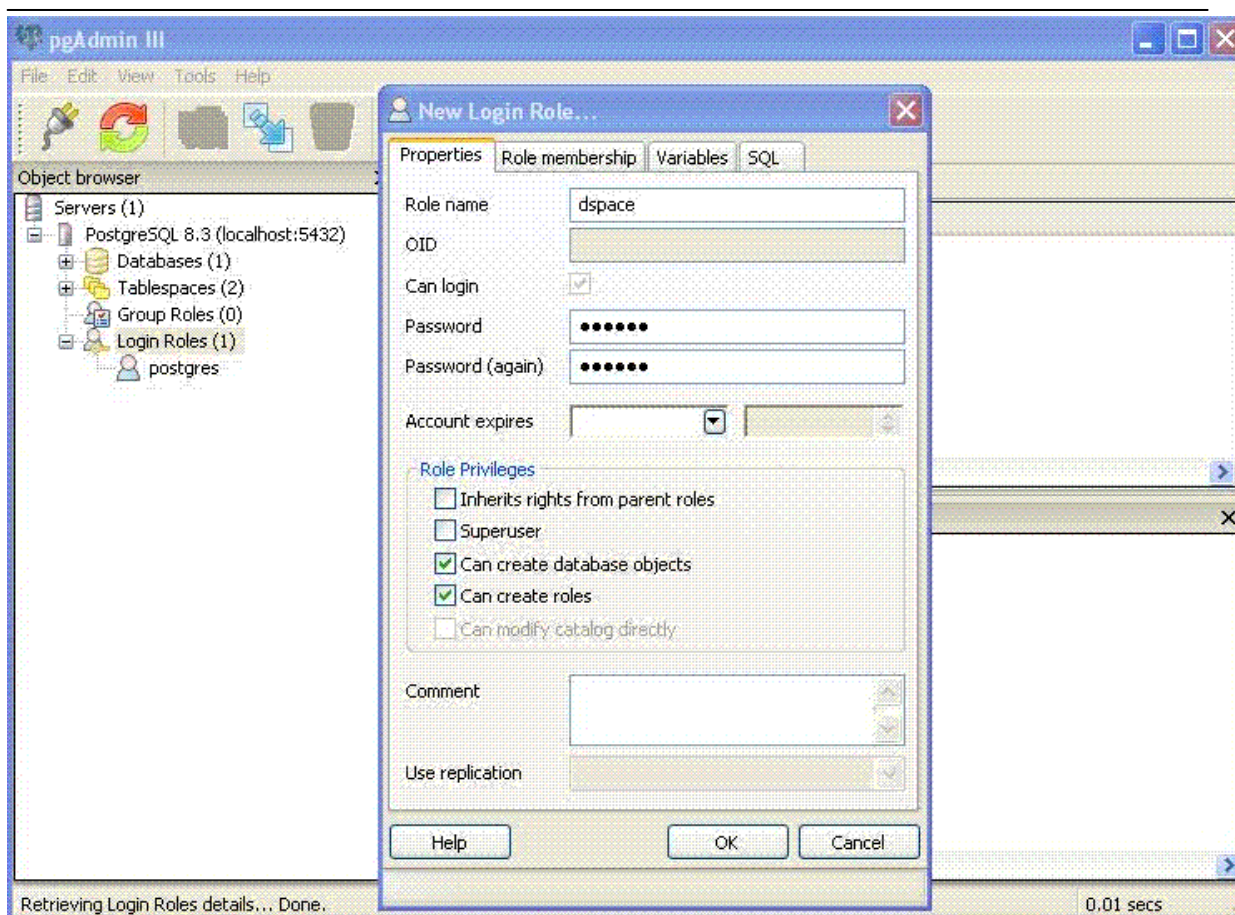 pgAdmin III
File Edit View Tools Help
Object browser
Servers (1)
PostgreSQL 8.3 (localhost:5432)
Databases (1)
Tablespaces (2)
Group Roles (0)
Login Roles (1)
postgres
New Login Role...
Properties Role membership Variables SQL
Role name dspace
OID
Can login
Password ●●●●●●
Password (again) ●●●●●●
Account expires
Role Privileges
Inherits rights from parent roles
Superuser
Can create database objects
Can create roles
Can modify catalog directly
Comment
Use replication
Help OK Cancel
Retrieving Login Roles details... Done. 0.01 secs